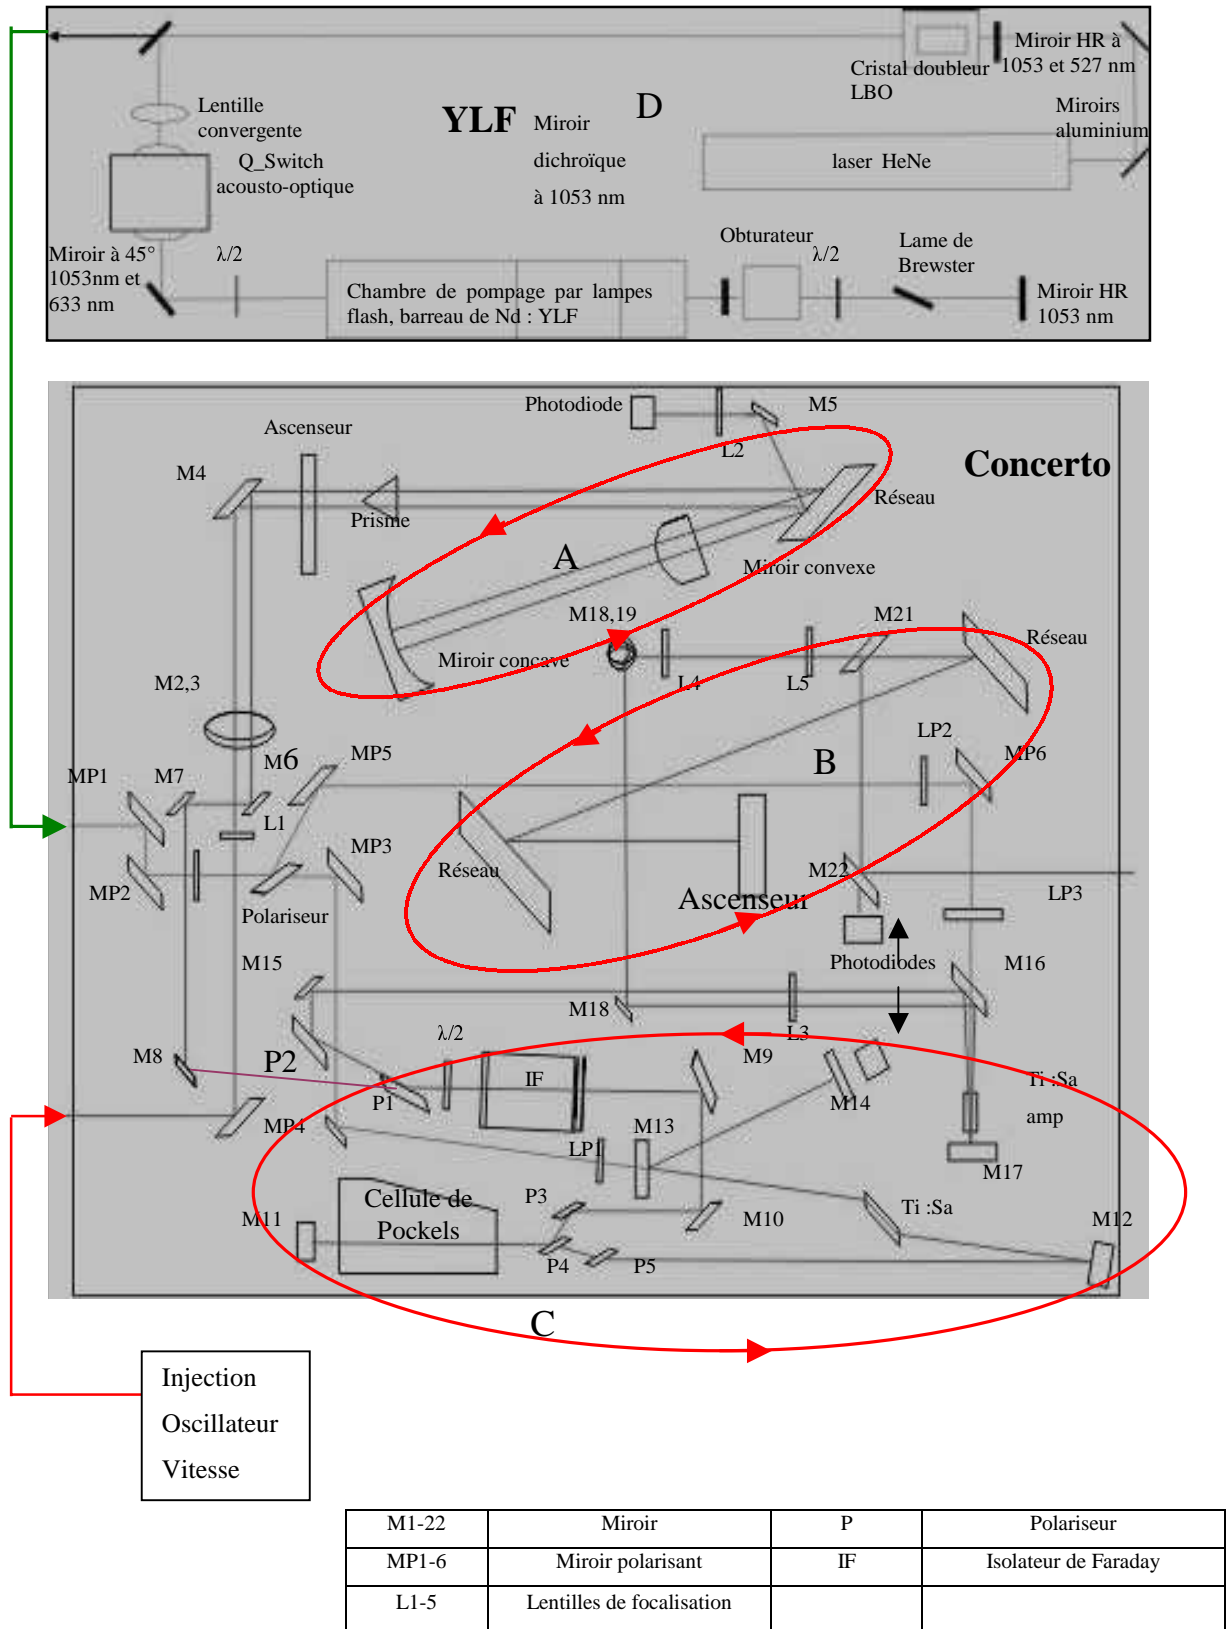 Miroir HR à
1053 et 527 nm
Cristal doubleur
LBO
Lentille
convergente
YLF
Miroir
dichroïque
à 1053 nm
D
Miroirs
aluminium
Q_Switch
acousto-optique
laser HeNe
Miroir à 45°
1053nm et
633 nm
λ/2
Chambre de pompage par lampes
flash, barreau de Nd : YLF
Obturateur
λ/2
Lame de
Brewster
Miroir HR
1053 nm
Photodiode
M5
Ascenseur
L2
Concerto
M4
Réseau
Prisme
A
Miroir convexe
M18,19
M21
Réseau
Miroir concave
M2,3
L4
L5
M6
MP5
B
LP2
MP6
MP1
M7
L1
MP3
MP2
Réseau
M22
LP3
Polariseur
Ascenseur
M15
Photodiodes
M16
M18
L3
M8
P2
λ/2
IF
M9
P1
M14
Ti :Sa
amp
MP4
LP1
M13
M17
Cellule de
Pockels
P3
M11
M10
Ti :Sa
M12
P4
P5
C
Injection
Oscillateur
Vitesse
M1-22 Miroir P Polariseur
MP1-6 Miroir polarisant IF Isolateur de Faraday
L1-5 Lentilles de focalisation